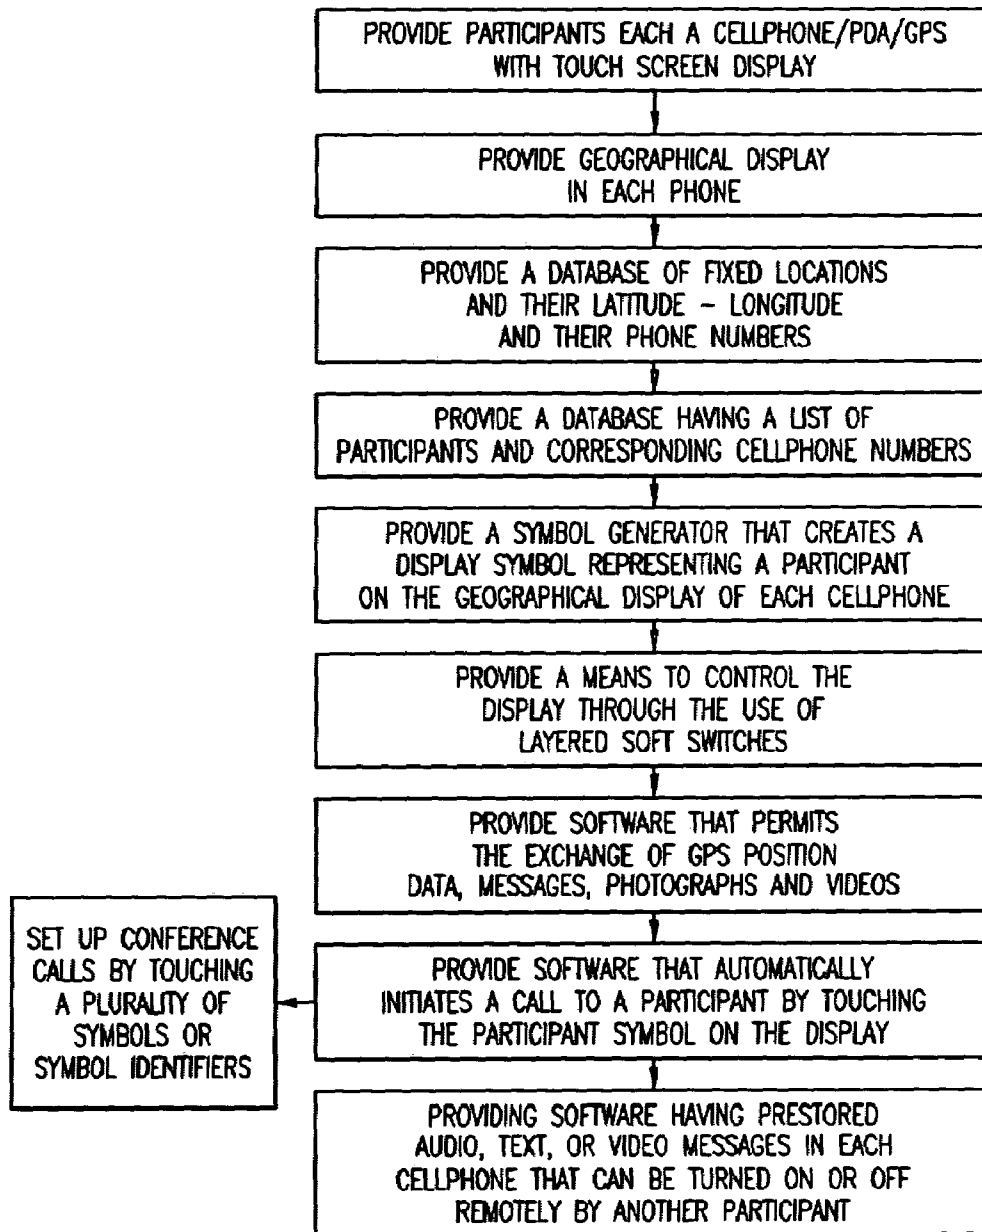 PROVIDE PARTICIPANTS EACH A CELLPHONE/PDA/GPS
WITH TOUCH SCREEN DISPLAY
PROVIDE GEOGRAPHICAL DISPLAY
IN EACH PHONE
PROVIDE A DATABASE OF FIXED LOCATIONS
AND THEIR LATITUDE – LONGITUDE
AND THEIR PHONE NUMBERS
PROVIDE A DATABASE HAVING A LIST OF
PARTICIPANTS AND CORRESPONDING CELLPHONE NUMBERS
PROVIDE A SYMBOL GENERATOR THAT CREATES A
DISPLAY SYMBOL REPRESENTING A PARTICIPANT
ON THE GEOGRAPHICAL DISPLAY OF EACH CELLPHONE
PROVIDE A MEANS TO CONTROL THE
DISPLAY THROUGH THE USE OF
LAYERED SOFT SWITCHES
PROVIDE SOFTWARE THAT PERMITS
THE EXCHANGE OF GPS POSITION
DATA, MESSAGES, PHOTOGRAPHS AND VIDEOS
PROVIDE SOFTWARE THAT AUTOMATICALLY
INITIATES A CALL TO A PARTICIPANT BY TOUCHING
THE PARTICIPANT SYMBOL ON THE DISPLAY
SET UP CONFERENCE
CALLS BY TOUCHING
A PLURALITY OF
SYMBOLS OR
SYMBOL IDENTIFIERS
PROVIDING SOFTWARE HAVING PRESTORED
AUDIO, TEXT, OR VIDEO MESSAGES IN EACH
CELLPHONE THAT CAN BE TURNED ON OR OFF
REMOTELY BY ANOTHER PARTICIPANT